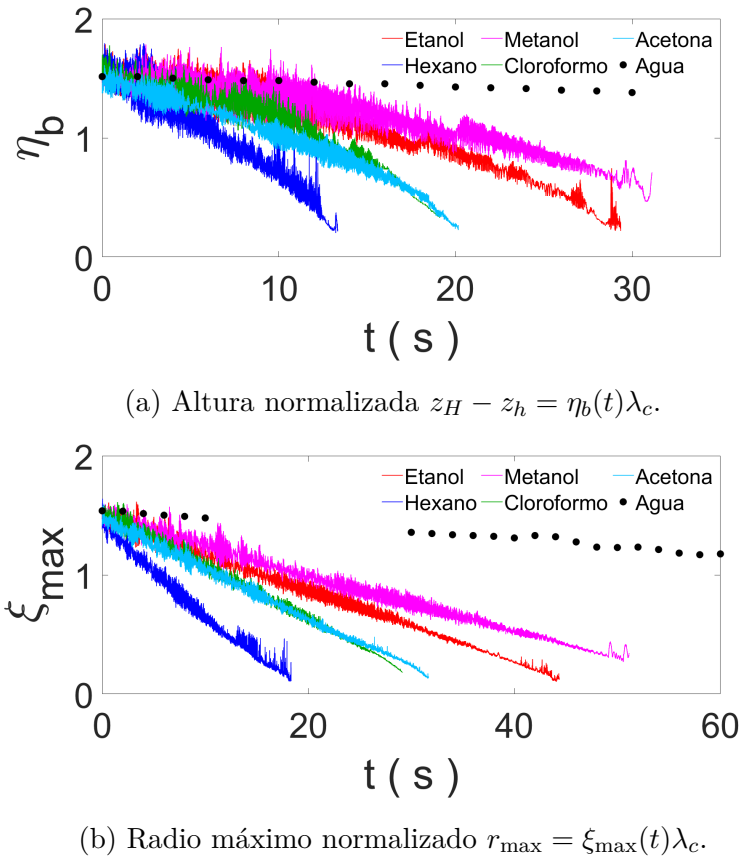 2
1
0
η_b
Etanol Metanol Acetona
Hexano Cloroformo Agua
0 10 20 30
t ( s )
(a) Altura normalizada z_H − z_h = η_b(t)λ_c.
2
1
0
ξ_max
Etanol Metanol Acetona
Hexano Cloroformo Agua
0 20 40 60
t ( s )
(b) Radio máximo normalizado r_max = ξ_max(t)λ_c.